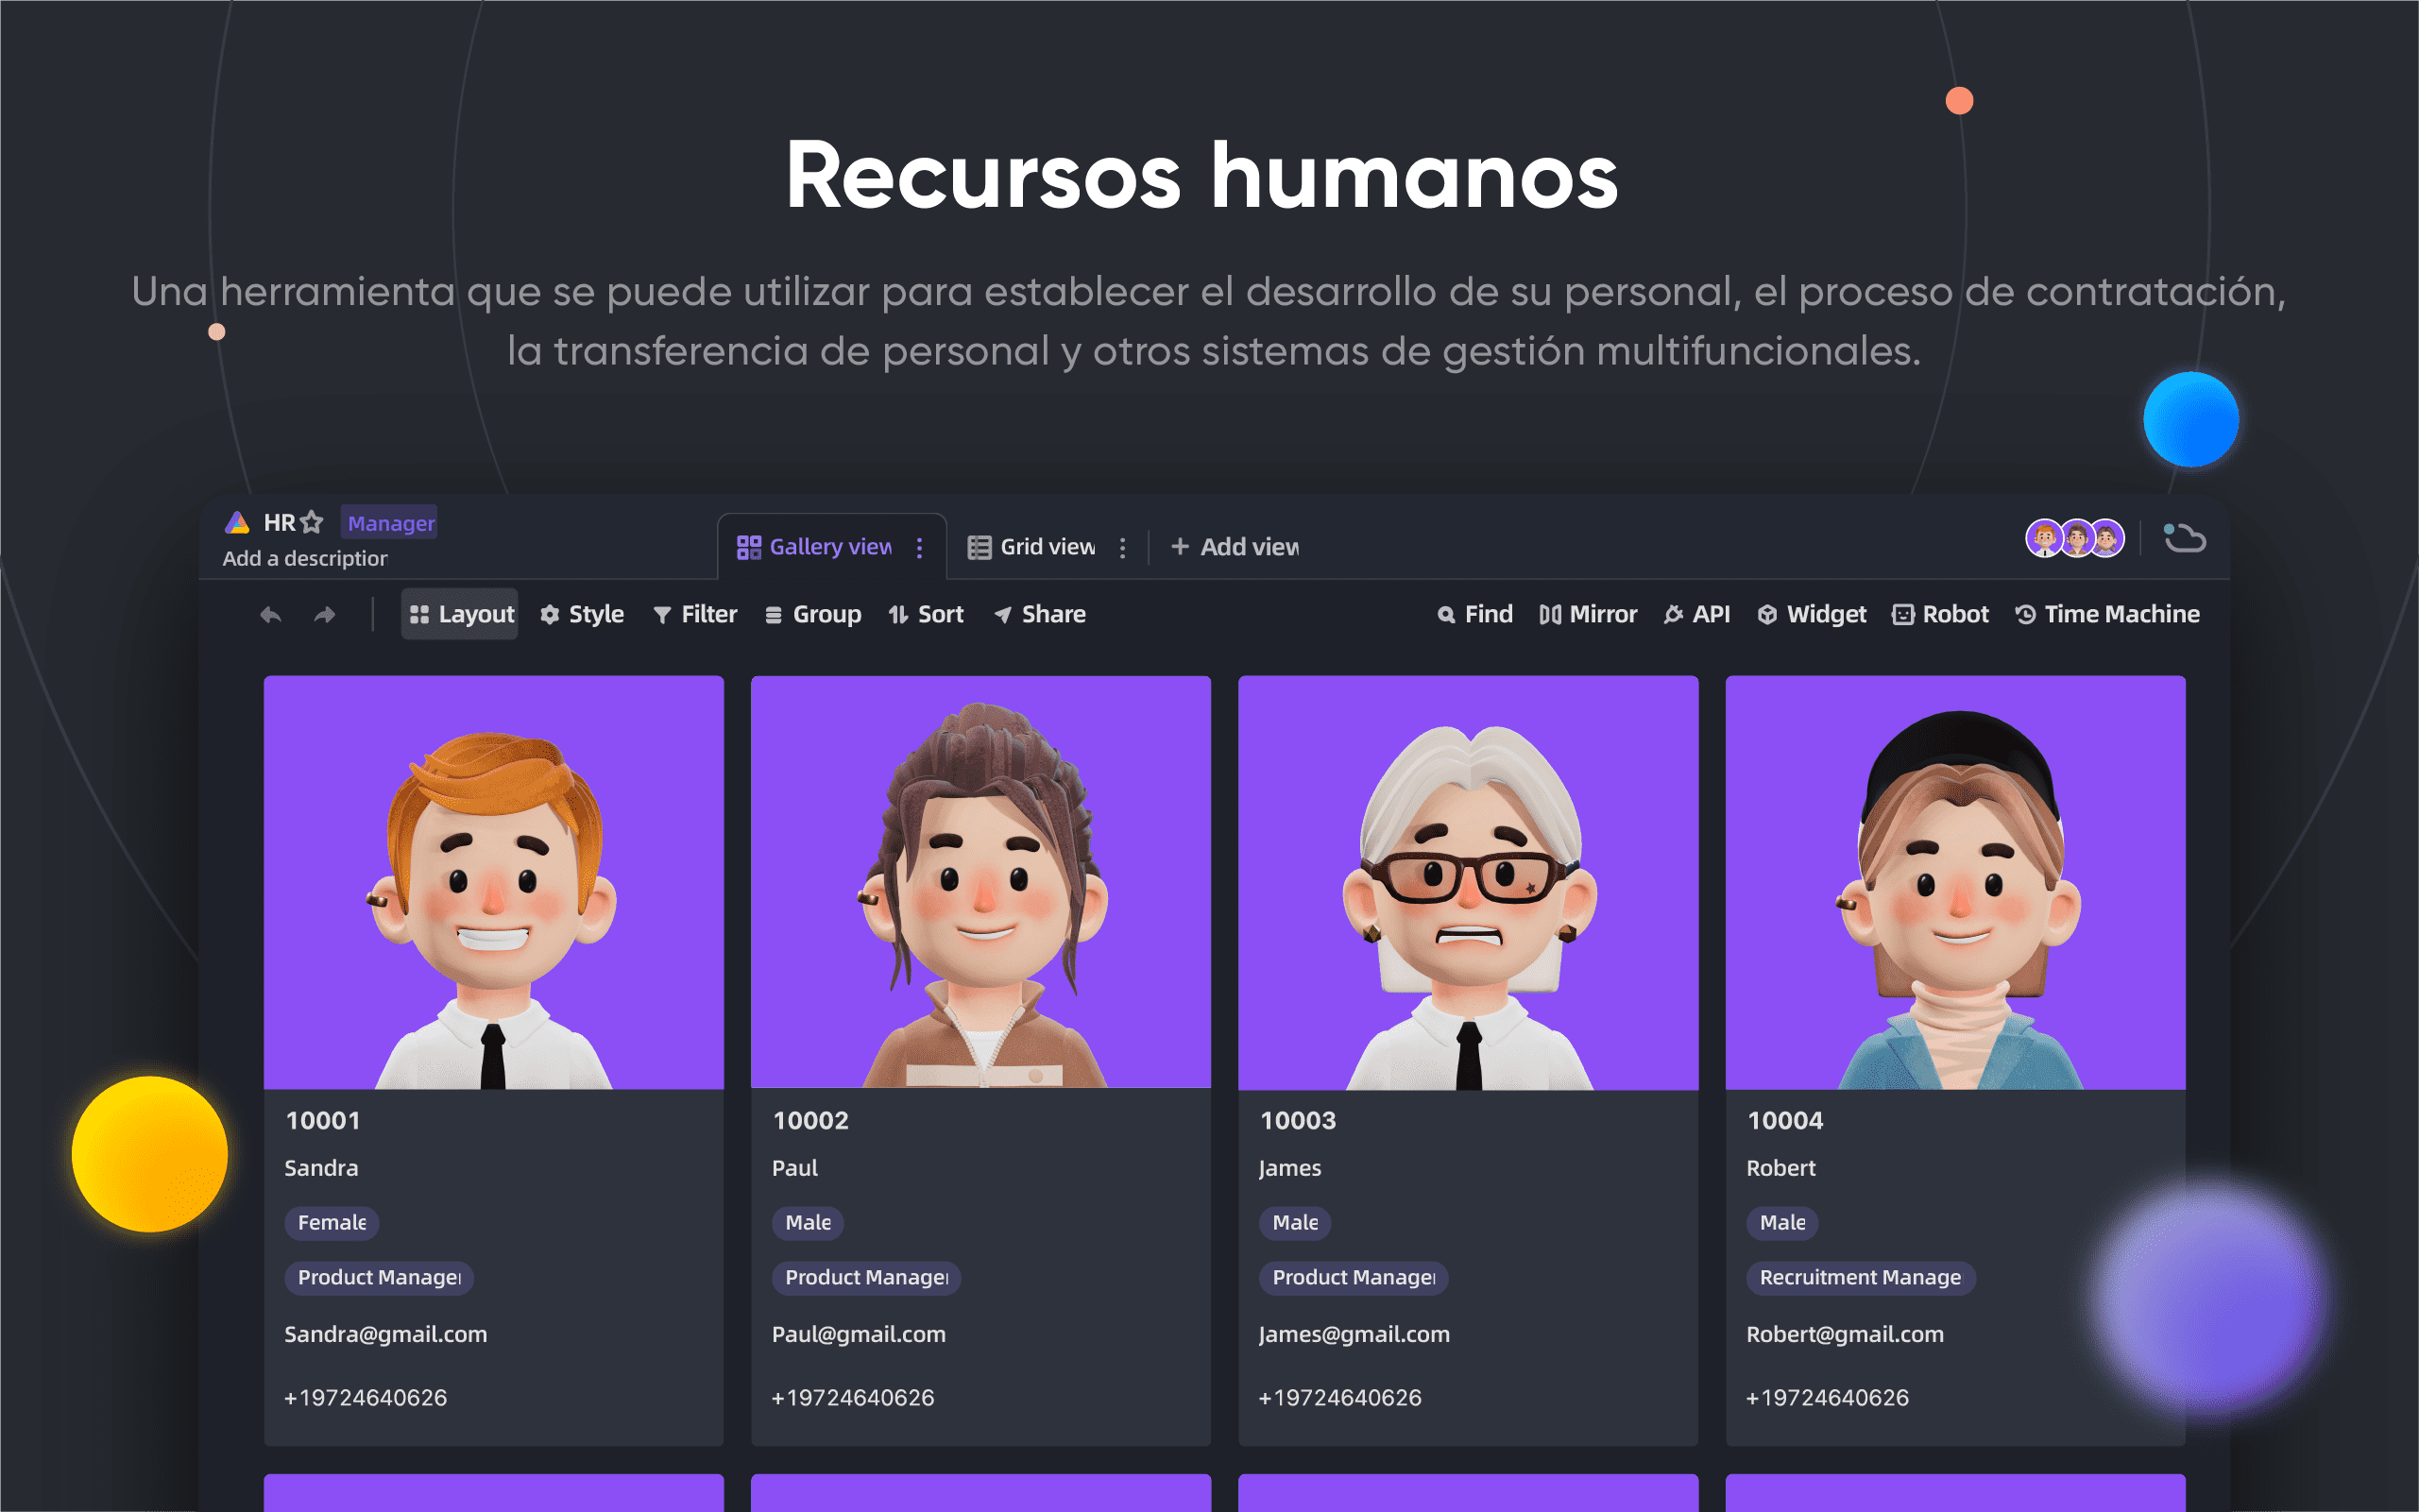 Recursos humanos
Una herramienta que se puede utilizar para establecer el desarrollo de su personal, el proceso de contratación,
la transferencia de personal y otros sistemas de gestión multifuncionales.
HR Manager
Add a description
Gallery view Grid view + Add view
Layout Style Filter Group Sort Share Find Mirror API Widget Robot Time Machine
10001
Sandra
Female
Product Manager
Sandra@gmail.com
+19724640626
10002
Paul
Male
Product Manager
Paul@gmail.com
+19724640626
10003
James
Male
Product Manager
James@gmail.com
+19724640626
10004
Robert
Male
Recruitment Manage
Robert@gmail.com
+19724640626